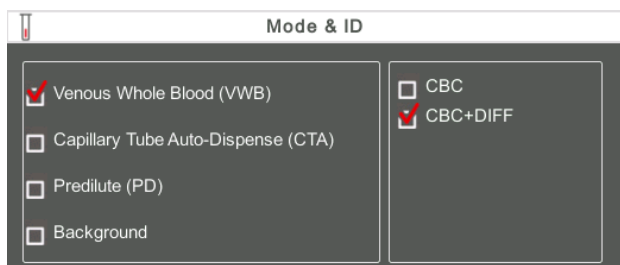 Mode & ID
Venous Whole Blood (VWB)
Capillary Tube Auto-Dispense (CTA)
Predilute (PD)
Background
CBC
CBC+DIFF